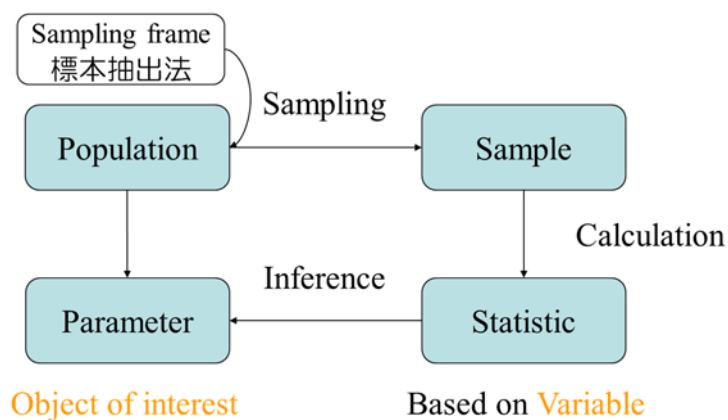 Sampling frame
標本抽出法
Sampling
Population
Sample
Calculation
Inference
Parameter
Statistic
Object of interest
Based on Variable